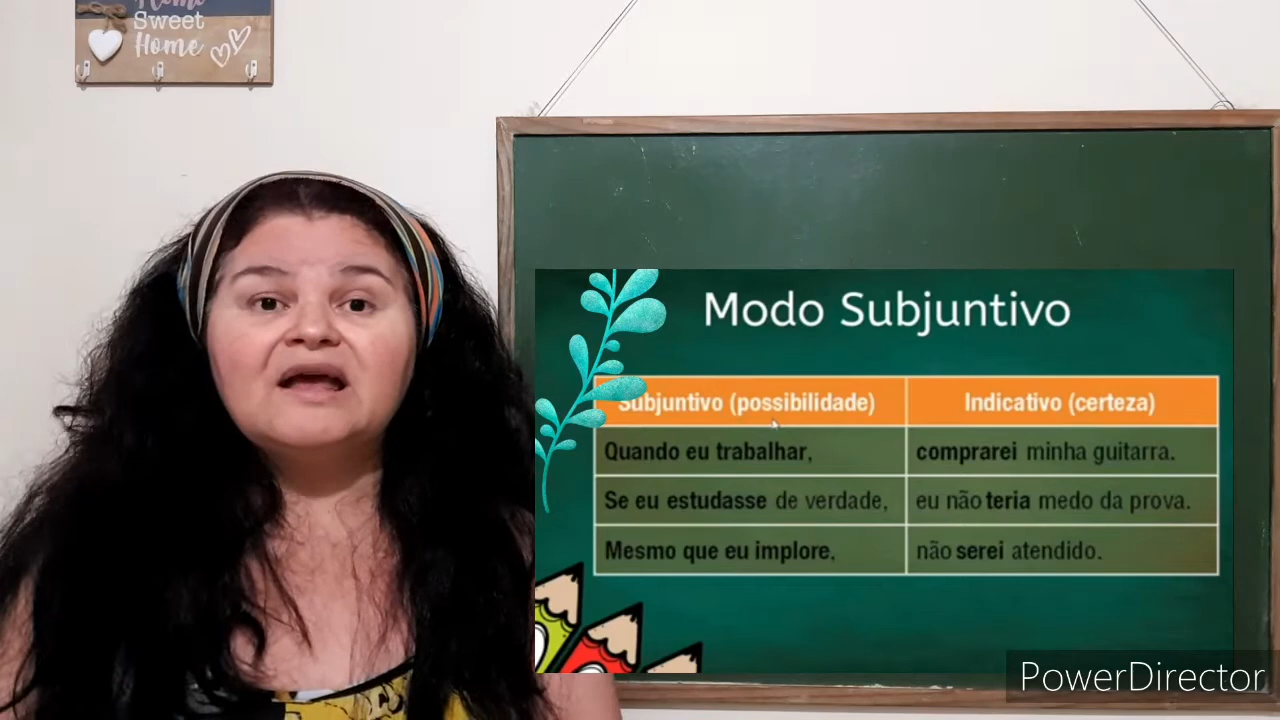 Home
Sweet
Home
Modo Subjuntivo
Subjuntivo (possibilidade) Indicativo (certeza)
Quando eu trabalhar, comprarei minha guitarra.
Se eu estudasse de verdade, eu não teria medo da prova.
Mesmo que eu implore, não serei atendido.
PowerDirector